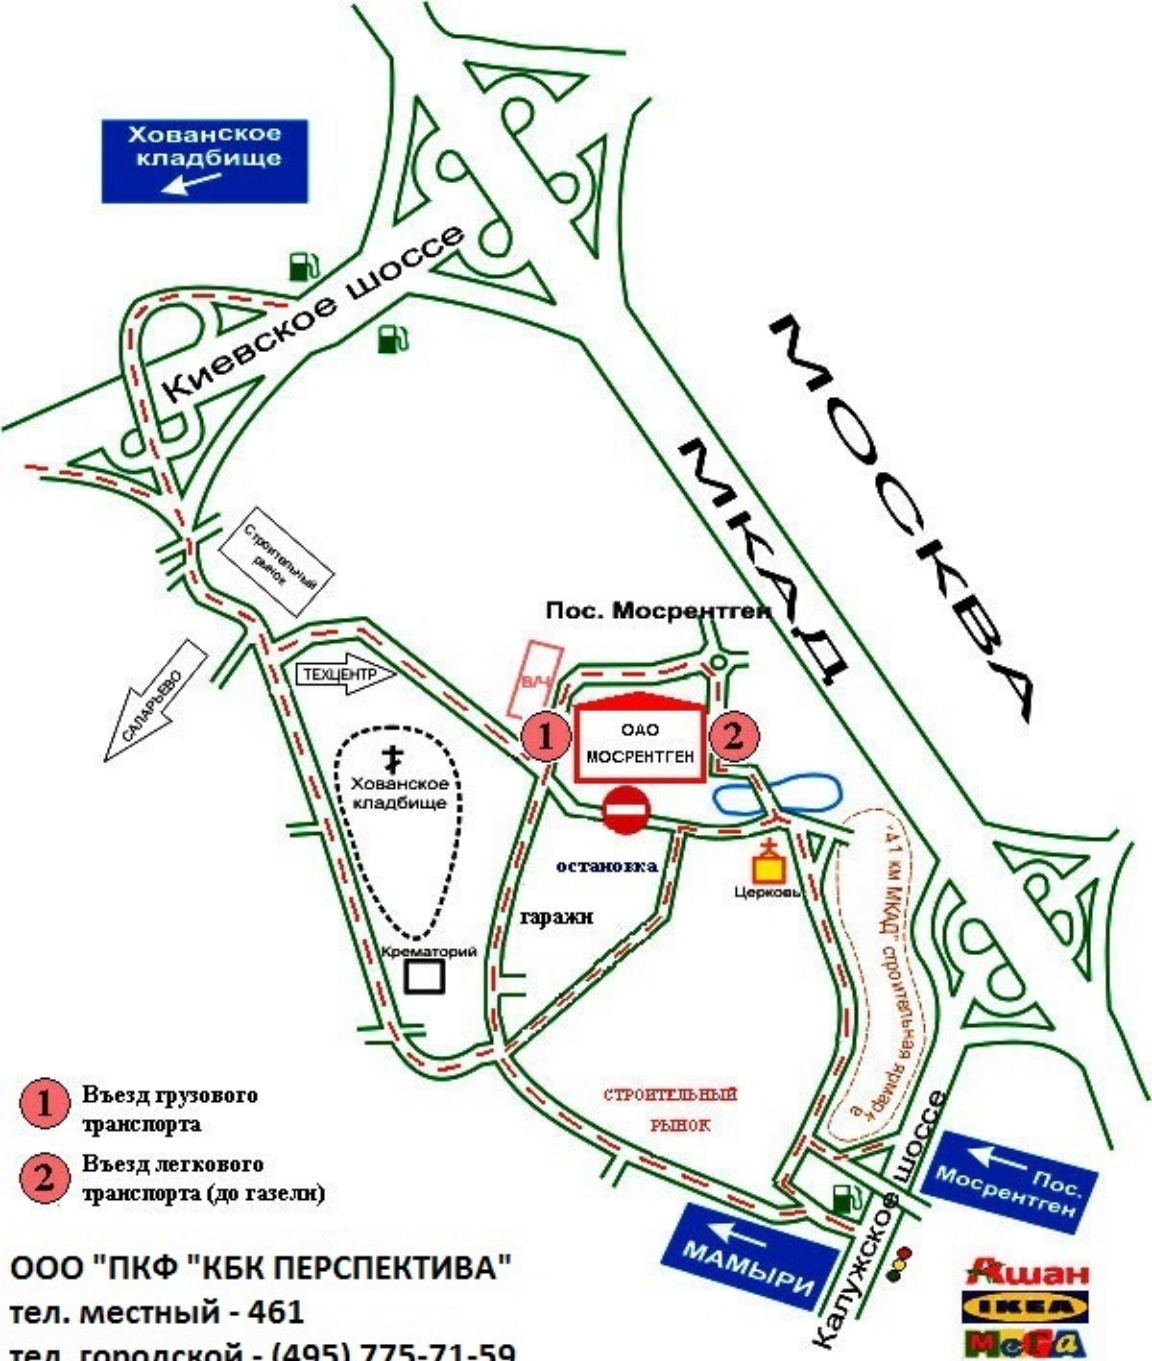 Хованское
кладбище
Киевское шоссе
МОСКВА
МКАД
Строительный
рынок
Пос. Мосрентген
САЛАРЬЕВО
ТЕХЦЕНТР
В/Ч
1
ОАО
МОСРЕНТГЕН
2
Хованское
кладбище
остановка
Церковь
гаражи
Крематорий
"41 км МКАД" строительная ярмарка
СТРОИТЕЛЬНЫЙ
РЫНОК
1
Въезд грузового
транспорта
2
Въезд легкового
транспорта (до газели)
Пос.
Мосрентген
МАМЫРИ
Калужское шоссе
Ашан
IKEA
МЕГА
ООО "ПКФ "КБК ПЕРСПЕКТИВА"
тел. местный - 461
тел. городской - (495) 775-71-59